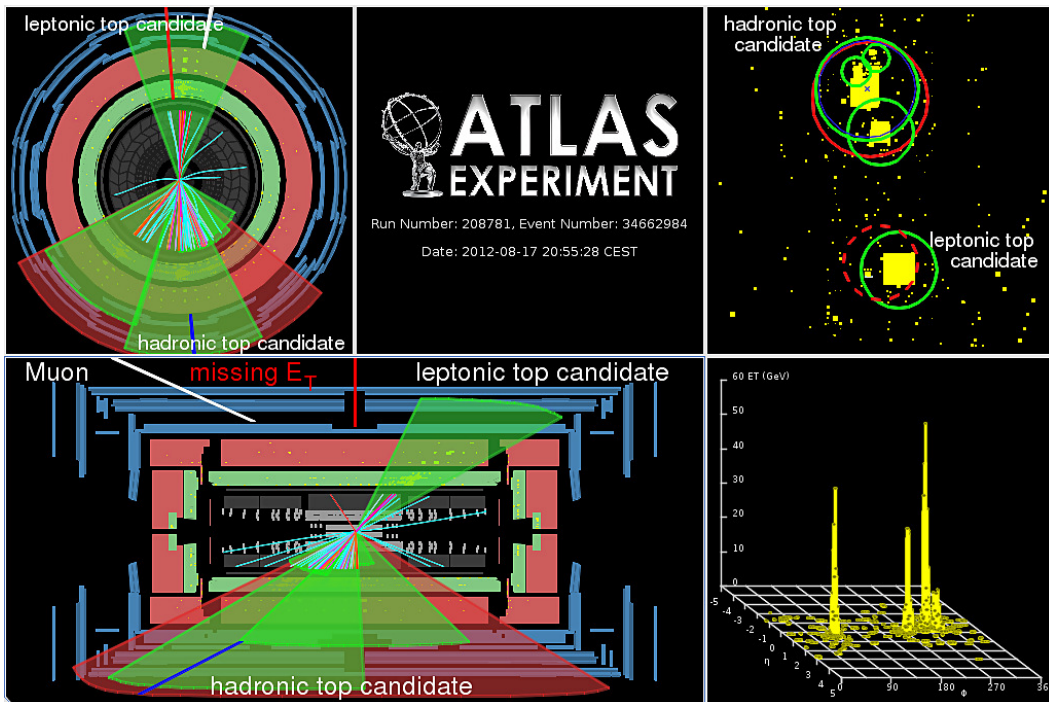 leptonic top candidate
hadronic top candidate
ATLAS
EXPERIMENT
Run Number: 208781, Event Number: 34662984
Date: 2012-08-17 20:55:28 CEST
hadronic top
candidate
leptonic top
candidate
Muon
missing E_T
leptonic top candidate
hadronic top candidate
60 ET (GeV)
50
40
30
20
10
0
-5
-4
-3
-2
-1
0
1
2
3
4
5
η
0
90
180
270
36
Φ